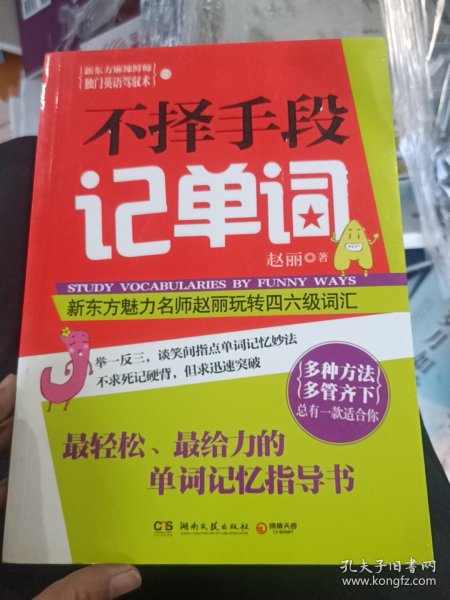 新东方麻辣鲜师
独门英语驾驭术
不择手段
记单词
赵丽 著
STUDY VOCABULARIES BY FUNNY WAYS
新东方魅力名师赵丽玩转四六级词汇
举一反三，谈笑间指点单词记忆妙法
不求死记硬背，但求迅速突破
多种方法
多管齐下
总有一款适合你
最轻松、最给力的
单词记忆指导书
湖南文艺出版社
博集天卷
CS-BOOKY
孔夫子旧书网
www.kongfz.com